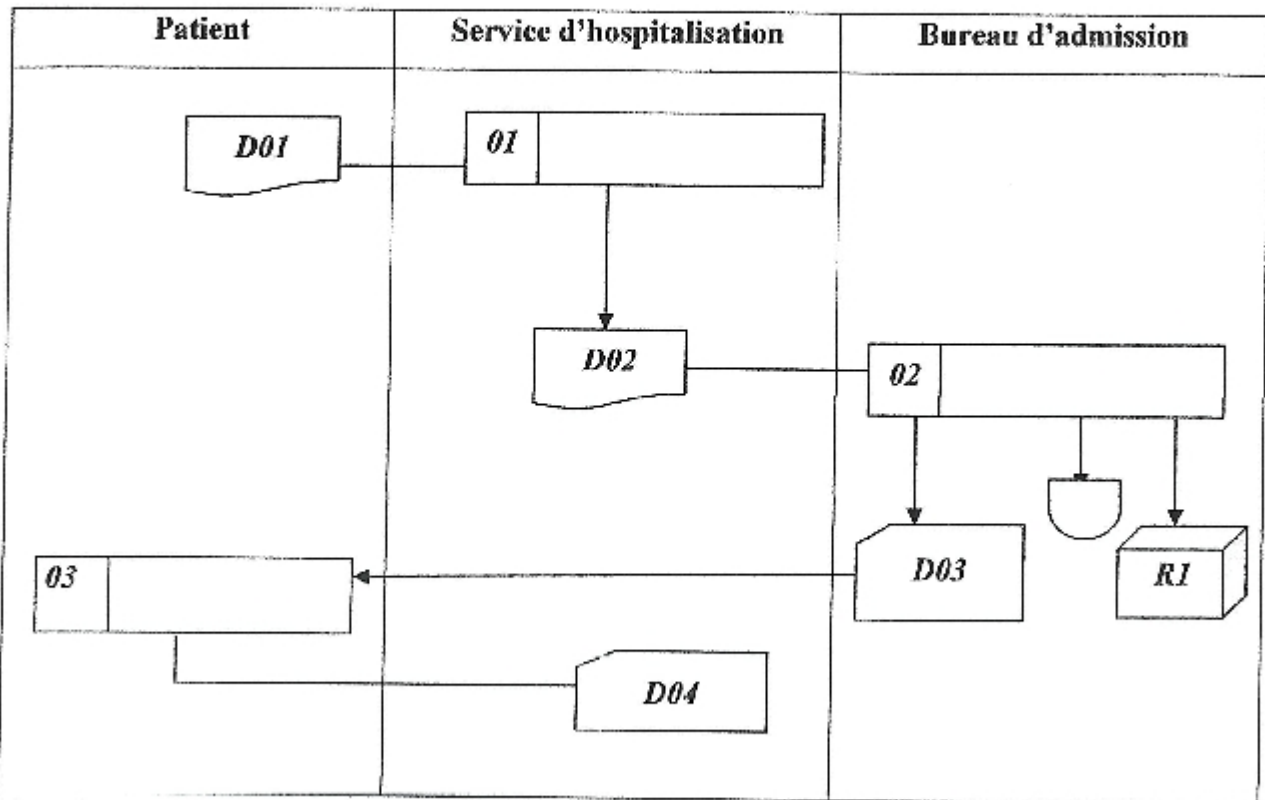 Patient
Service d'hospitalisation
Bureau d'admission
D01
01
D02
02
03
D03
R1
D04